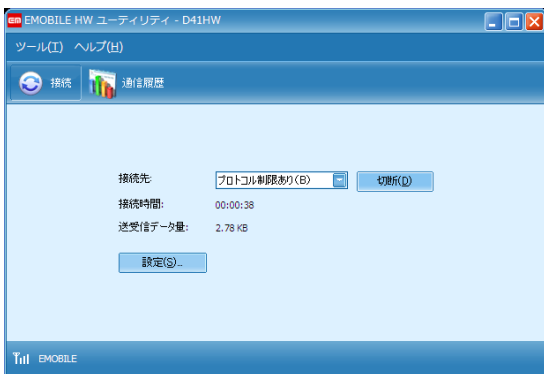 EMOBILE HW ユーティリティ - D41HW
ツール(T) ヘルプ(H)
接続 通信履歴
接続先: プロトコル制限あり(B) 切断(D)
接続時間: 00:00:38
送受信データ量: 2.78 KB
設定(S)...
EMOBILE